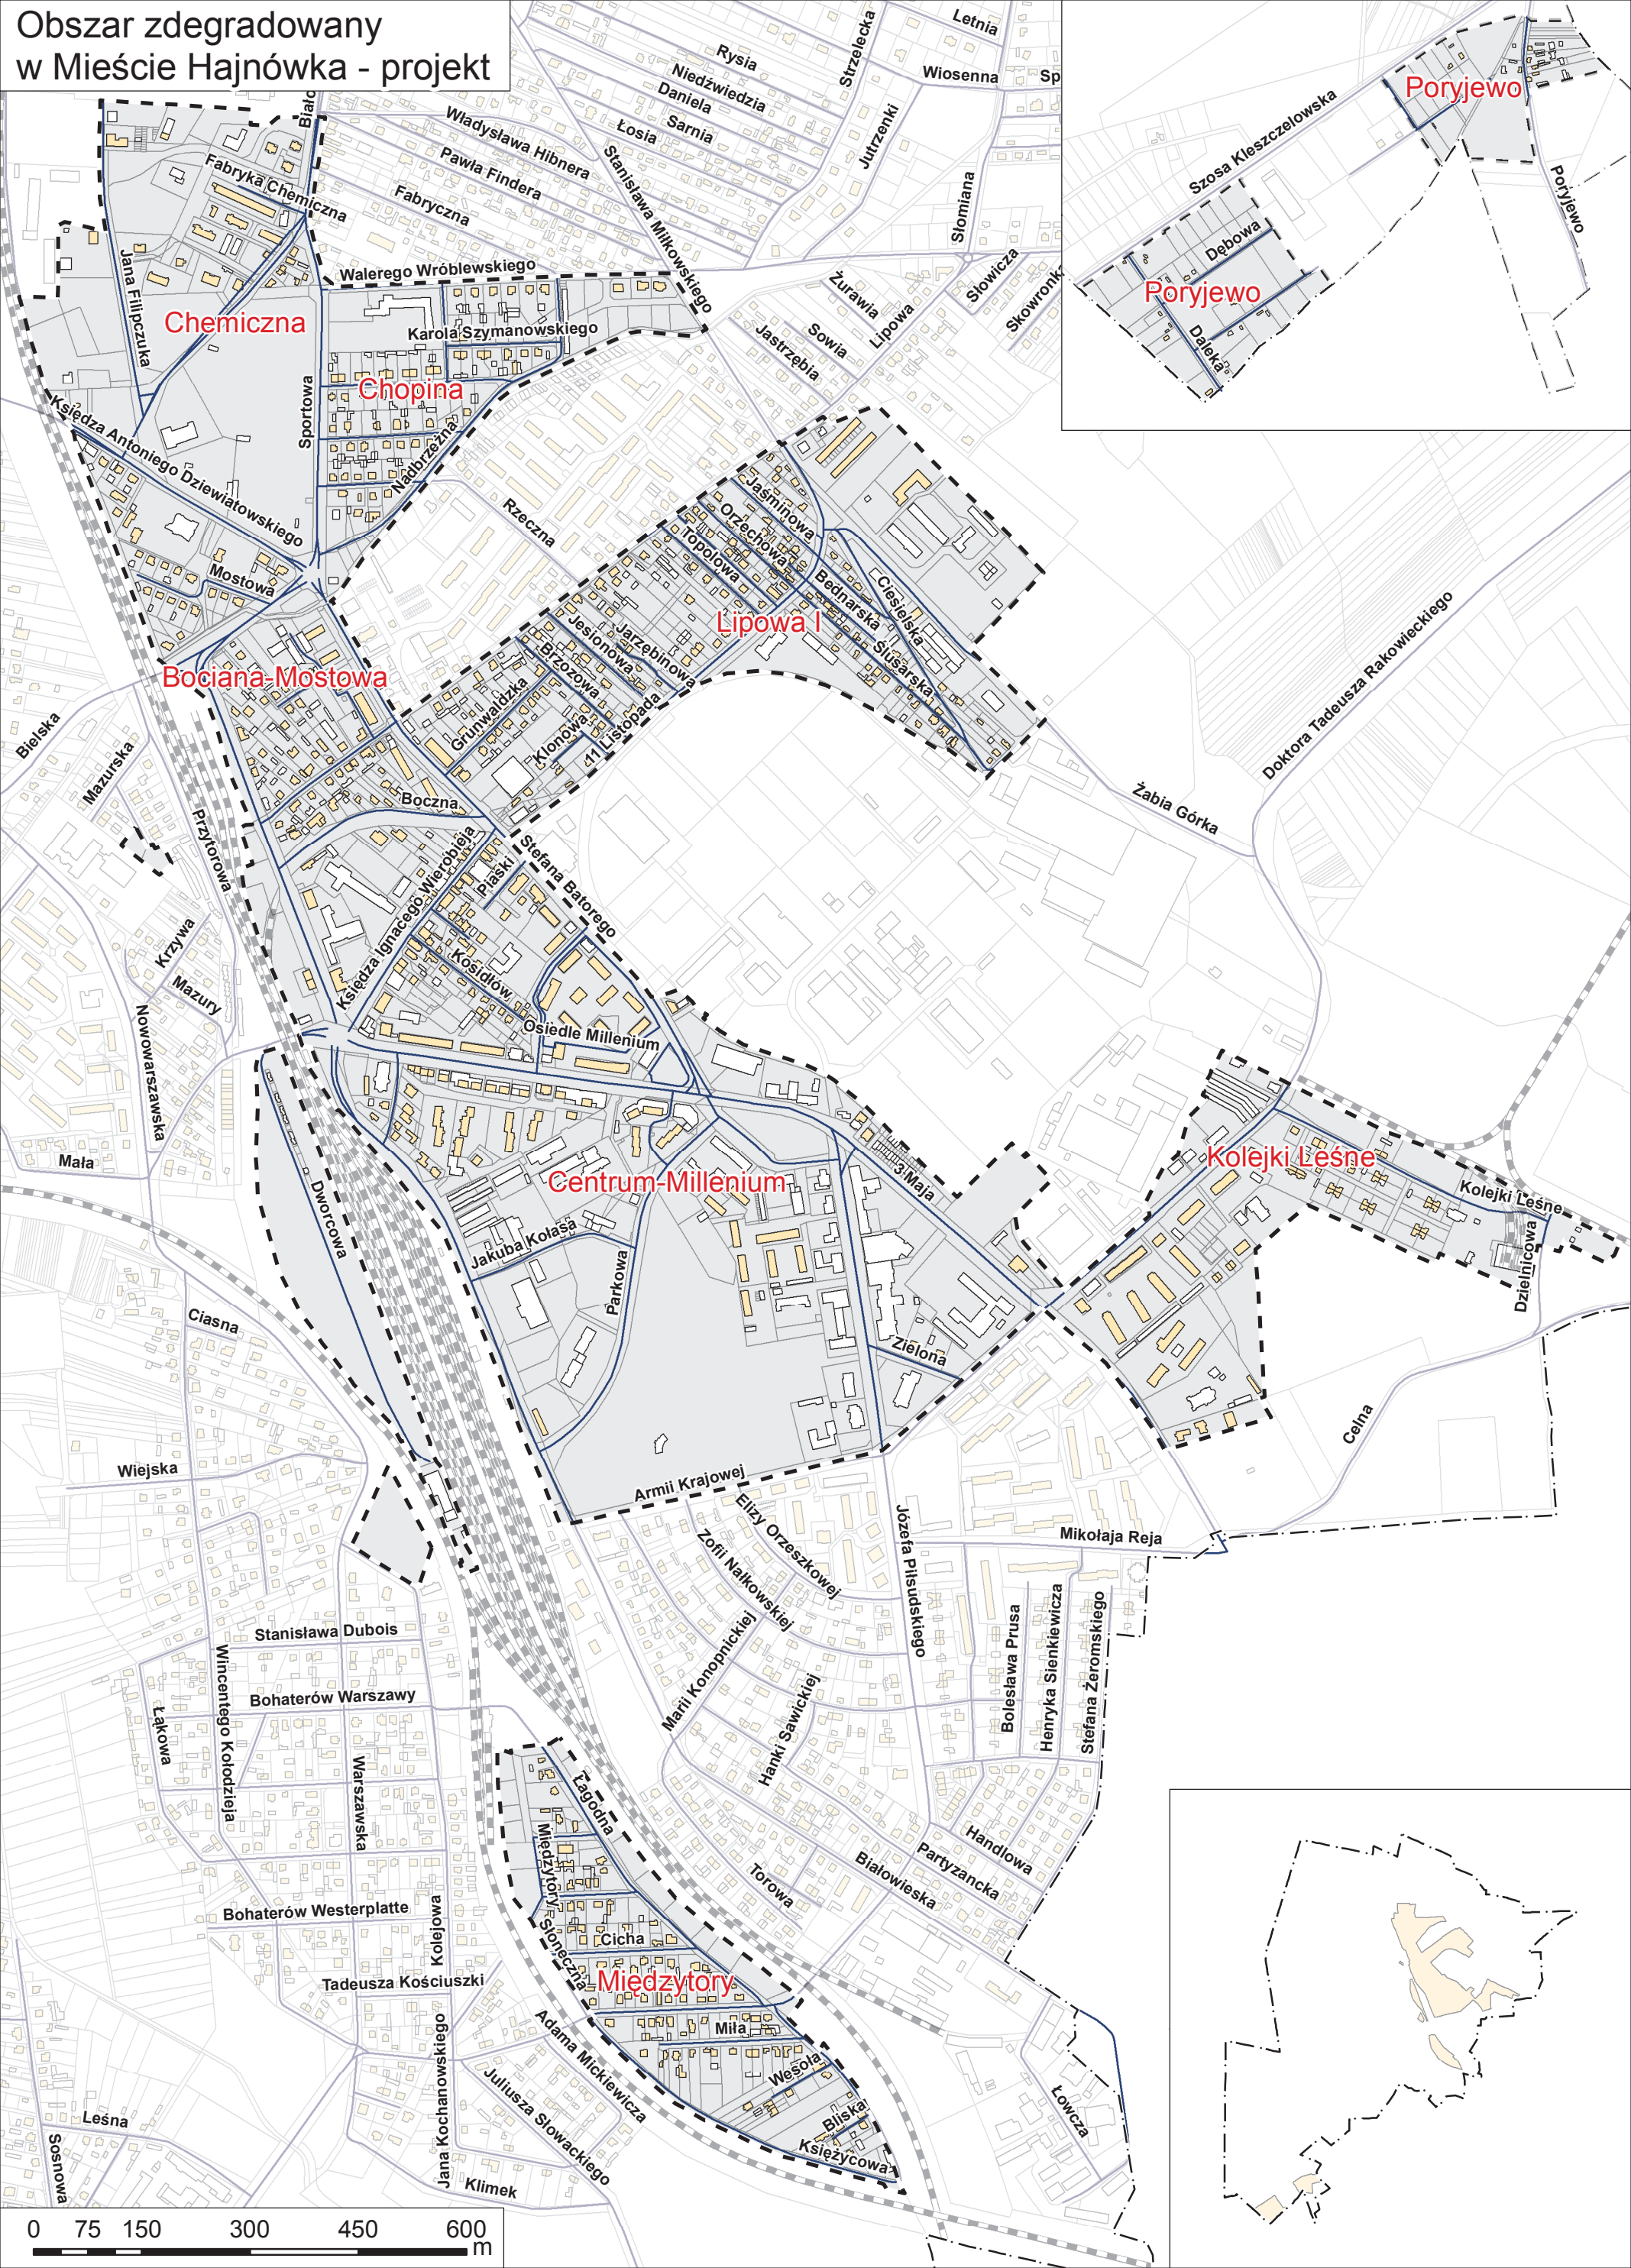 Obszar zdegradowany
w Mieście Hajnówka - projekt
Letnia
Rysia
Strzelecka
Niedźwiedzia
Wiosenna
Sp
Daniela
Sarnia
Łosia
Biało
Władysława Hibnera
Pawła Findera
Fabryczna
Stanisława Miłkowskiego
Jutrzenki
Słomiana
Fabryka Chemiczna
Jana Filipczuka
Walerego Wróblewskiego
Żurawia
Słowicza
Skowronk
Sowia
Lipowa
Jastrzębia
Chemiczna
Karola Szymanowskiego
Chopina
Sportowa
Nadbrzeżna
Księdza Antoniego Dziewiatowskiego
Rzeczna
Mostowa
Bociana-Mostowa
Jaśminowa
Orzechowa
Topolowa
Bednarska
Ciesielska
Ślusarska
Lipowa I
Jarzębinowa
Jesionowa
Brzozowa
Grunwaldzka
Klonowa
11 Listopada
Szosa Kleszczelowska
Poryjewo
Poryjewo
Dębowa
Poryjewo
Daleka
Doktora Tadeusza Rakowieckiego
Żabia Górka
Bielska
Mazurska
Przytorowa
Boczna
Księdza Ignacego Wierobieja
Piaski
Stefana Batorego
Kosidłów
Osiedle Millenium
Krzywa
Mazury
Nowowarszawska
Mała
Dworcowa
Centrum-Millenium
3 Maja
Jakuba Kołasa
Parkowa
Zielona
Kolejki Leśne
Kolejki Leśne
Dzielnicowa
Celna
Ciasna
Wiejska
Armii Krajowej
Elizy Orzeszkowej
Zofii Nałkowskiej
Józefa Piłsudskiego
Mikołaja Reja
Marii Konopnickiej
Hanki Sawickiej
Bolesława Prusa
Henryka Sienkiewicza
Stefana Żeromskiego
Stanisława Dubois
Wincentego Kołodzieja
Bohaterów Warszawy
Łąkowa
Warszawska
Bohaterów Westerplatte
Kolejowa
Tadeusza Kościuszki
Łagodna
Międzytory
Słoneczna
Cicha
Międzytory
Miła
Wesoła
Bliska
Księżycowa
Torowa
Białowieska
Partyzancka
Handlowa
Łowcza
Adama Mickiewicza
Juliusza Słowackiego
Jana Kochanowskiego
Klimek
Leśna
Sosnowa
0 75 150 300 450 600
m